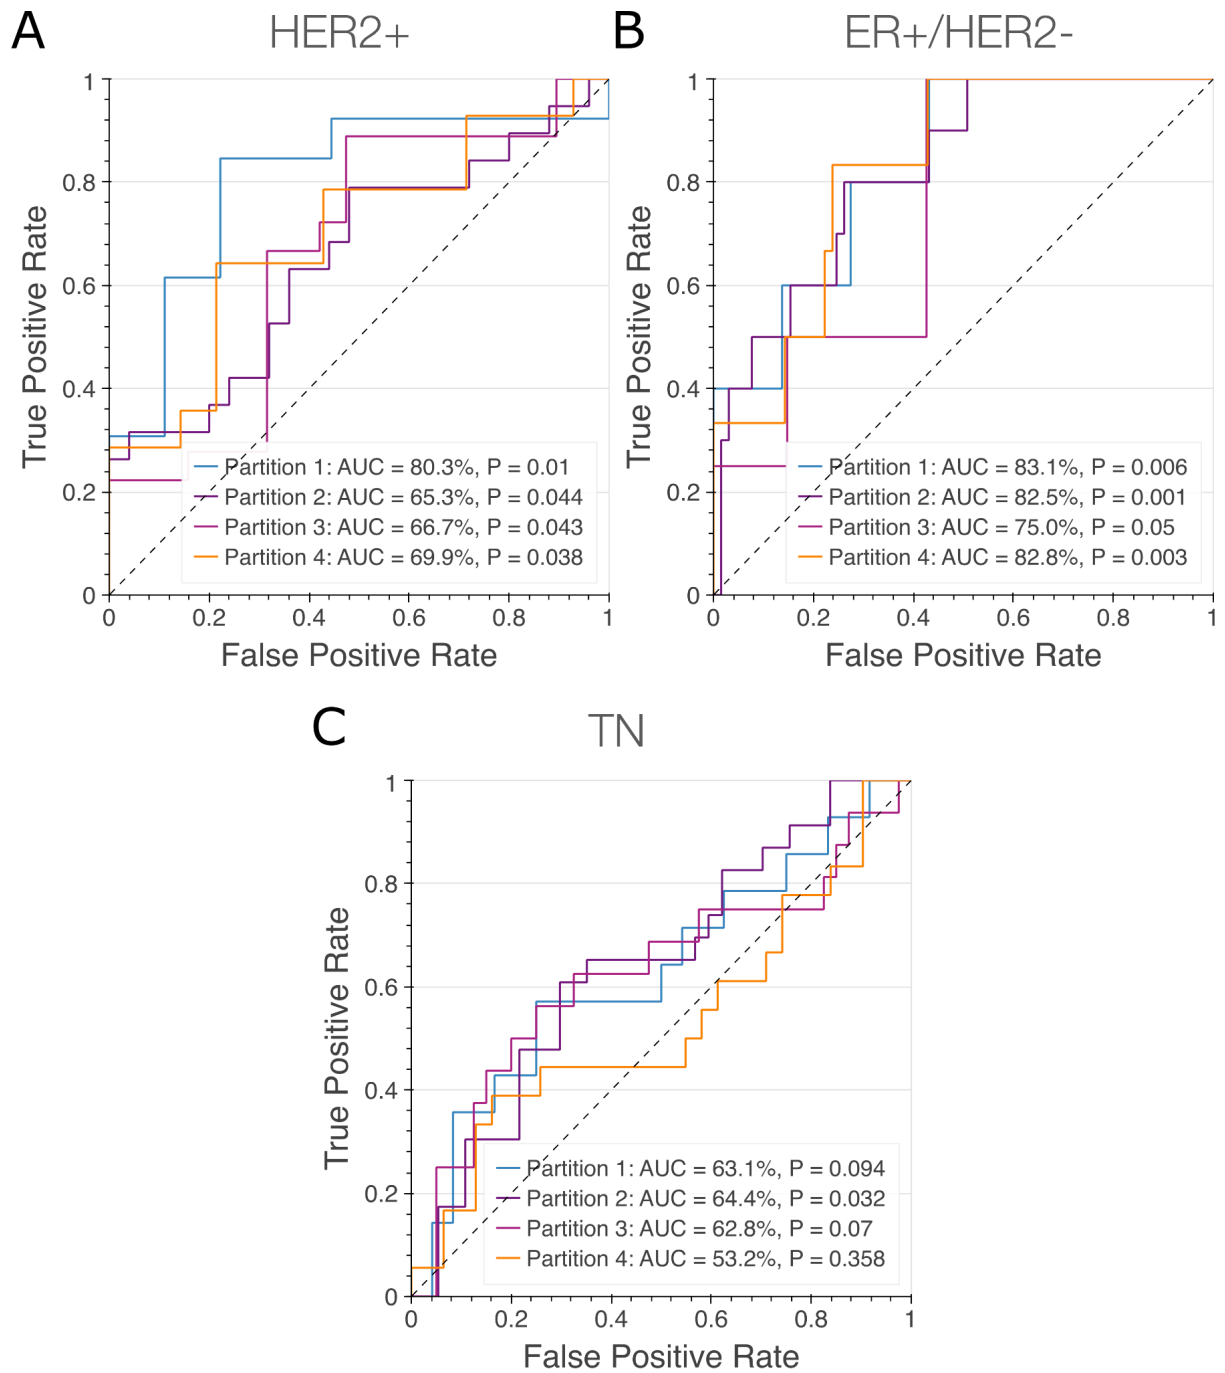 A
HER2+
1
0.8
0.6
0.4
0.2
0
True Positive Rate
Partition 1: AUC = 80.3%, P = 0.01
Partition 2: AUC = 65.3%, P = 0.044
Partition 3: AUC = 66.7%, P = 0.043
Partition 4: AUC = 69.9%, P = 0.038
0 0.2 0.4 0.6 0.8 1
False Positive Rate
B
ER+/HER2-
1
0.8
0.6
0.4
0.2
0
True Positive Rate
Partition 1: AUC = 83.1%, P = 0.006
Partition 2: AUC = 82.5%, P = 0.001
Partition 3: AUC = 75.0%, P = 0.05
Partition 4: AUC = 82.8%, P = 0.003
0 0.2 0.4 0.6 0.8 1
False Positive Rate
C
TN
1
0.8
0.6
0.4
0.2
0
True Positive Rate
Partition 1: AUC = 63.1%, P = 0.094
Partition 2: AUC = 64.4%, P = 0.032
Partition 3: AUC = 62.8%, P = 0.07
Partition 4: AUC = 53.2%, P = 0.358
0 0.2 0.4 0.6 0.8 1
False Positive Rate